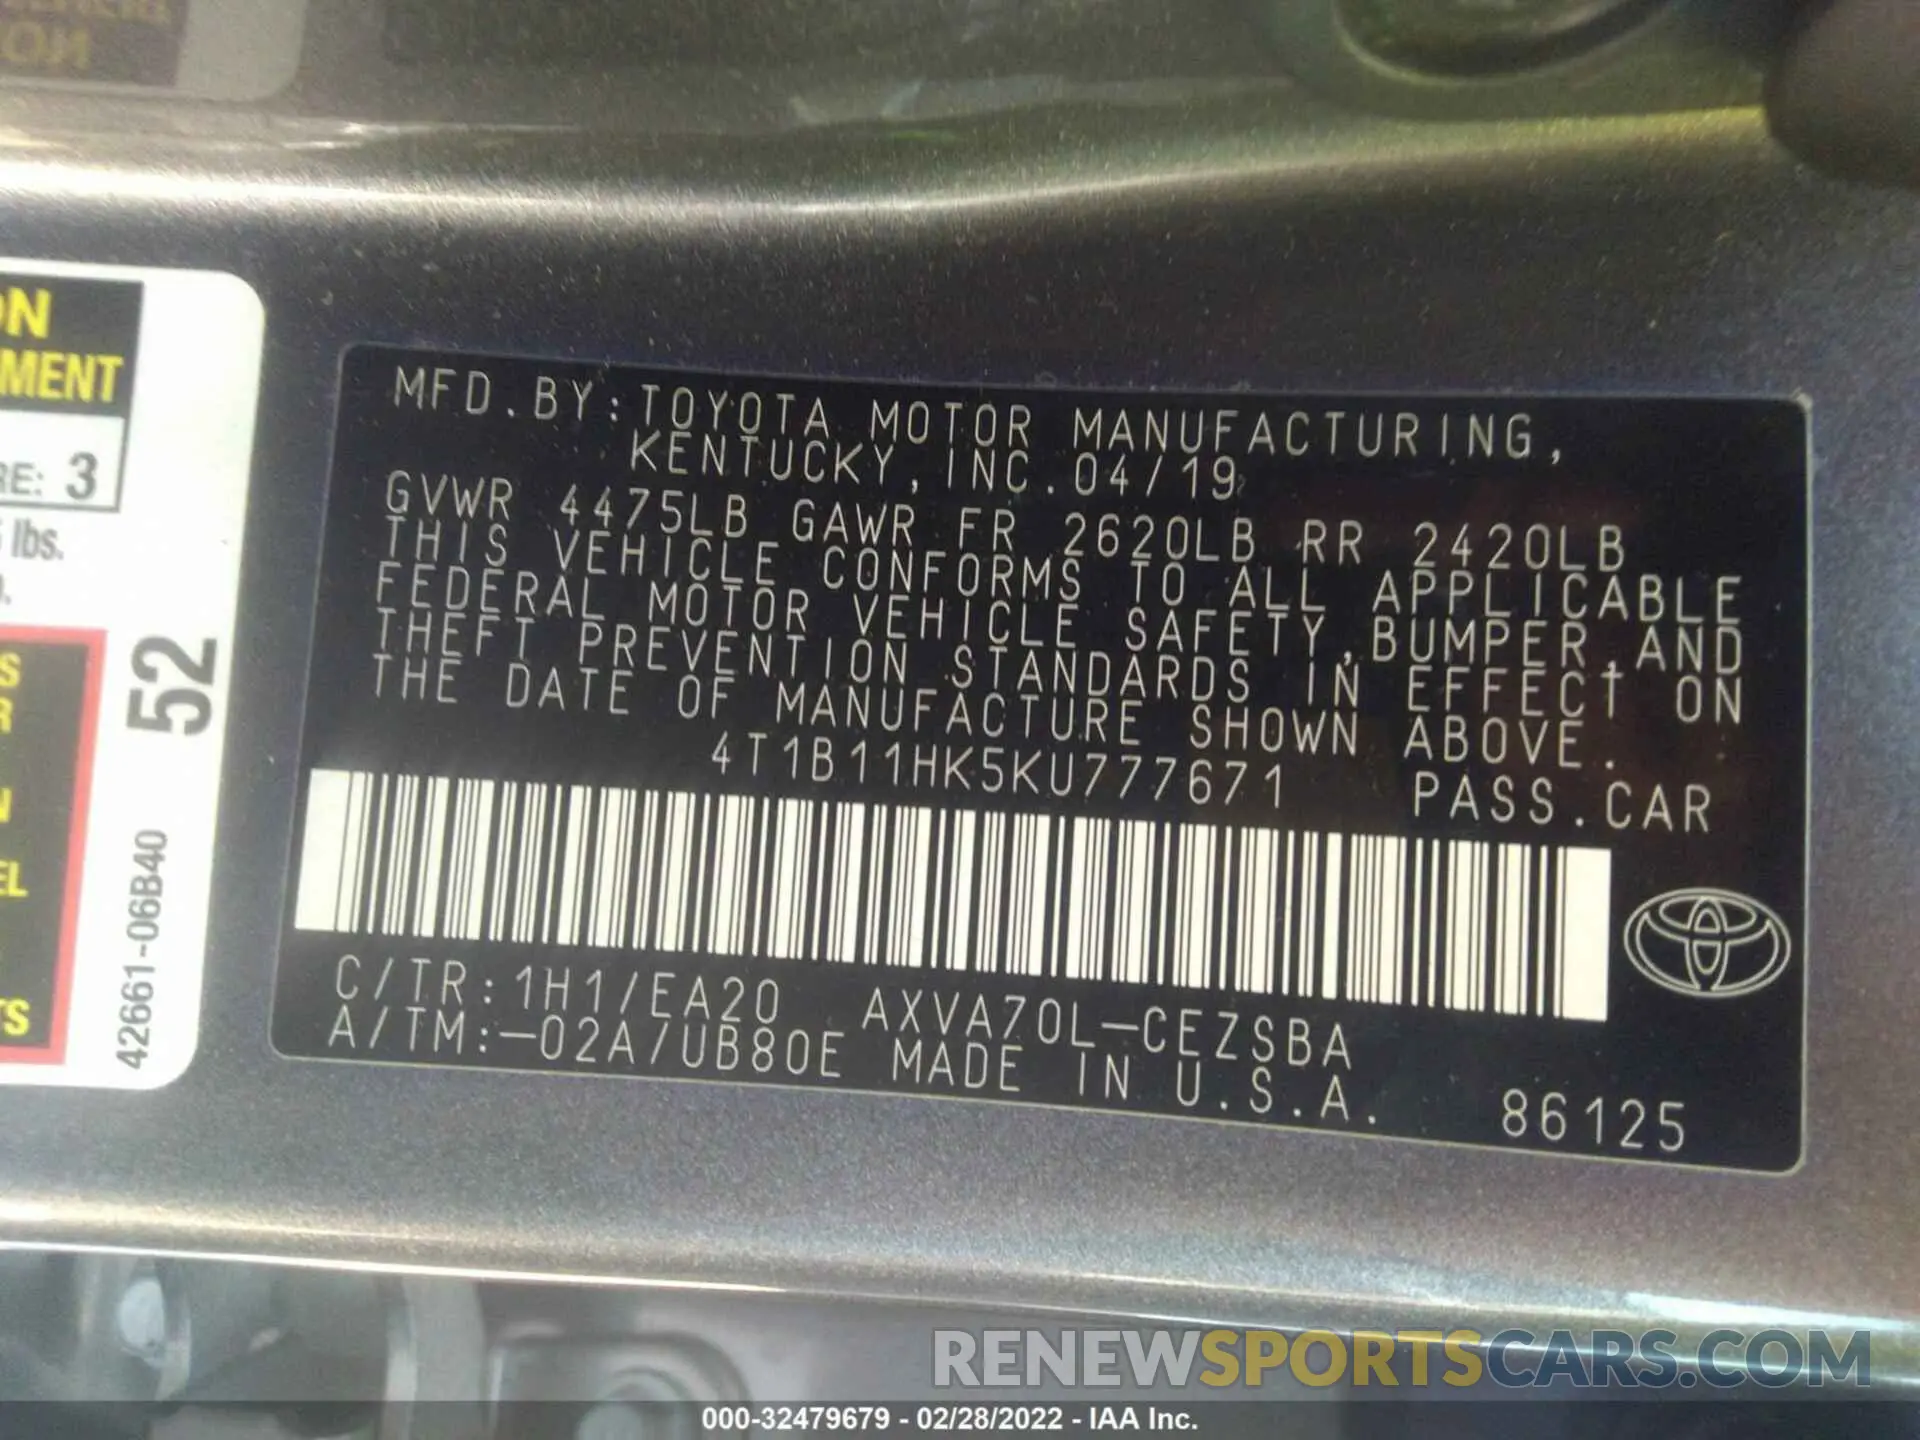 ON
MENT
RE: 3
lbs.
S
R
N
EL
TS
52
42661-06B40
MFD.BY:TOYOTA MOTOR MANUFACTURING,
KENTUCKY,INC.04/19
GVWR 4475LB GAWR FR 2620LB RR 2420LB
THIS VEHICLE CONFORMS TO ALL APPLICABLE
FEDERAL MOTOR VEHICLE SAFETY,BUMPER,AND
THEFT PREVENTION STANDARDS IN EFFECT ON
THE DATE OF MANUFACTURE SHOWN ABOVE.
4T1B11HK5KU777671 PASS.CAR
C/TR:1H1/EA20 AXVA70L-CEZSBA
A/TM:-02A/UB80E MADE IN U.S.A. 86125
RENEWSPORTSCARS.COM
000-32479679 - 02/28/2022 - IAA Inc.